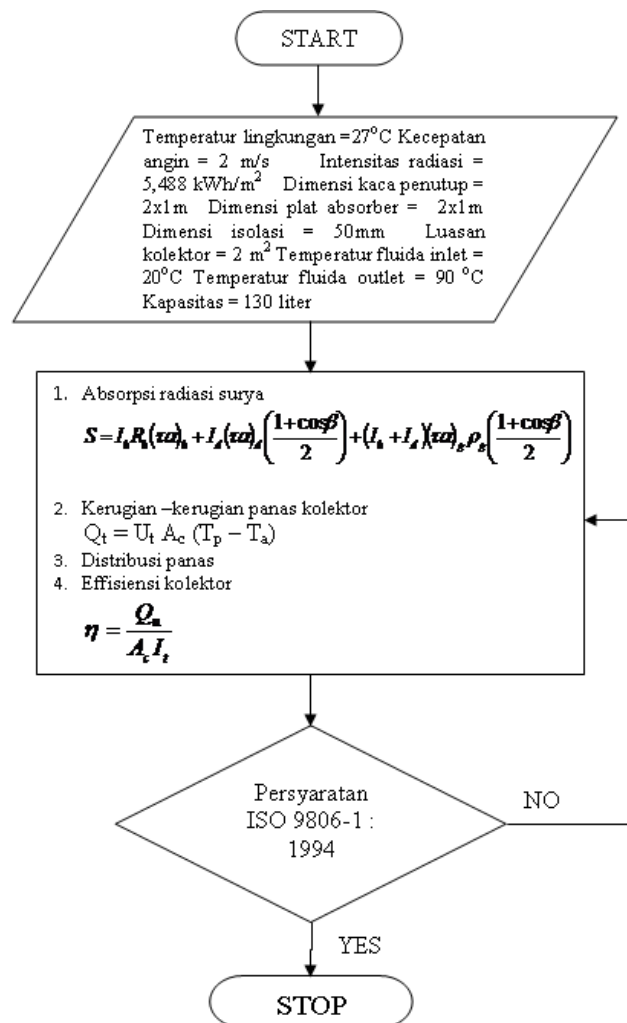 START
Temperatur lingkungan =27°C Kecepatan
angin = 2 m/s Intensitas radiasi =
5,488 kWh/m² Dimensi kaca penutup =
2x1m Dimensi plat absorber = 2x1m
Dimensi isolasi = 50mm Luasan
kolektor = 2 m² Temperatur fluida inlet =
20°C Temperatur fluida outlet = 90 °C
Kapasitas = 130 liter
1. Absorpsi radiasi surya
S = I_b R_b(τα)_b + I_d(τα)_d((1+cosβ)/2) + (I_b + I_d)(τα)_g ρ_g((1+cosβ)/2)
2. Kerugian –kerugian panas kolektor
Q_t = U_t A_c (T_p – T_a)
3. Distribusi panas
4. Effisiensi kolektor
η = Q_u / (A_c I_t)
Persyaratan
ISO 9806-1 :
1994
NO
YES
STOP